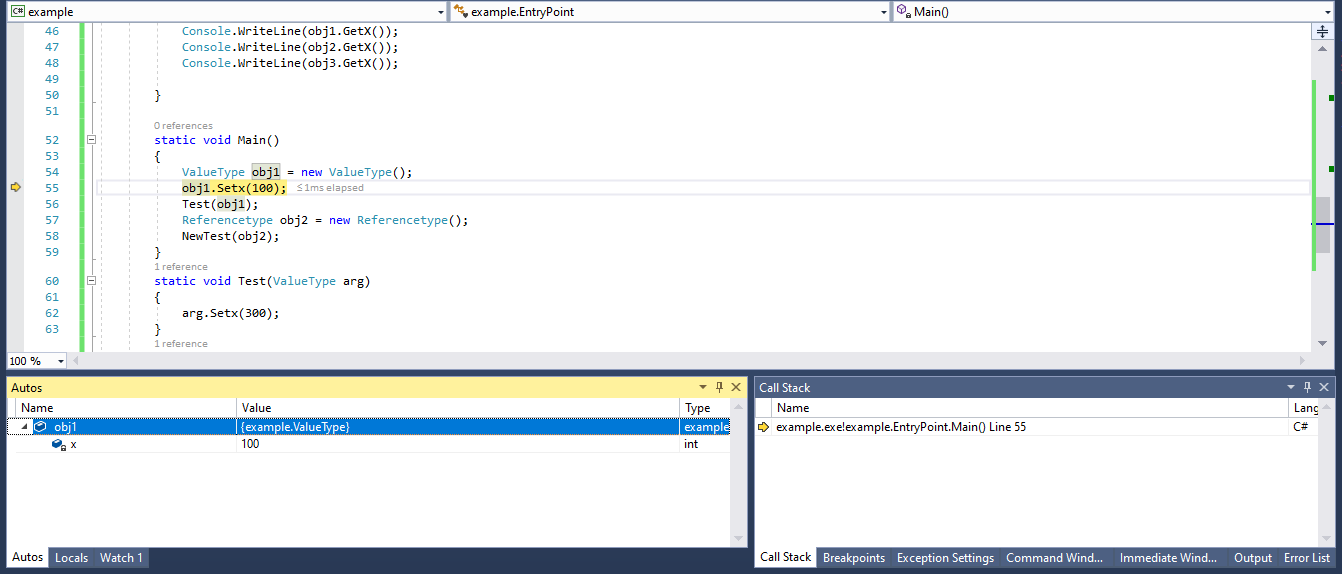 C# example example.EntryPoint Main()
46 Console.WriteLine(obj1.GetX());
47 Console.WriteLine(obj2.GetX());
48 Console.WriteLine(obj3.GetX());
49
50 }
51
0 references
52 static void Main()
53 {
54 ValueType obj1 = new ValueType();
55 obj1.Setx(100); ≤1ms elapsed
56 Test(obj1);
57 Referencetype obj2 = new Referencetype();
58 NewTest(obj2);
59 }
1 reference
60 static void Test(ValueType arg)
61 {
62 arg.Setx(300);
63 }
1 reference
100 %
Autos
Name Value Type
obj1 {example.ValueType} example
x 100 int
Autos Locals Watch 1
Call Stack
Name Lang
example.exe!example.EntryPoint.Main() Line 55 C#
Call Stack Breakpoints Exception Settings Command Wind... Immediate Wind... Output Error List